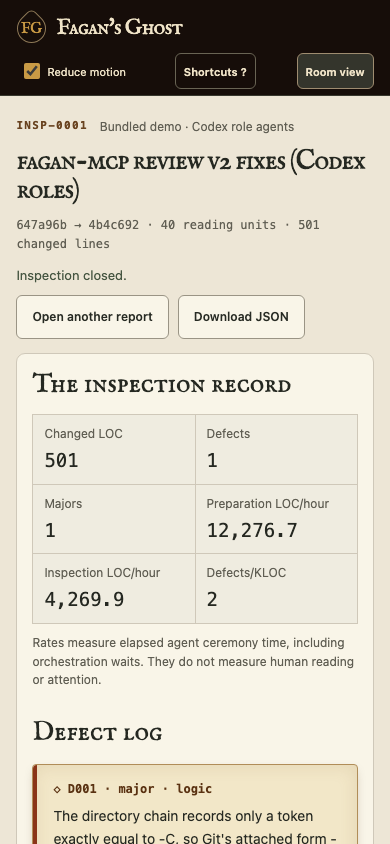 FG Fagan's Ghost
Reduce motion Shortcuts ? Room view
INSP-0001 Bundled demo · Codex role agents
fagan-mcp review v2 fixes (Codex
roles)
647a96b → 4b4c692 · 40 reading units · 501
changed lines
Inspection closed.
Open another report Download JSON
The inspection record
Changed LOC Defects
501 1
Majors Preparation LOC/hour
1 12,276.7
Inspection LOC/hour Defects/KLOC
4,269.9 2
Rates measure elapsed agent ceremony time, including
orchestration waits. They do not measure human reading
or attention.
Defect log
◇ D001 · major · logic
The directory chain records only a token
exactly equal to -C, so Git's attached form -